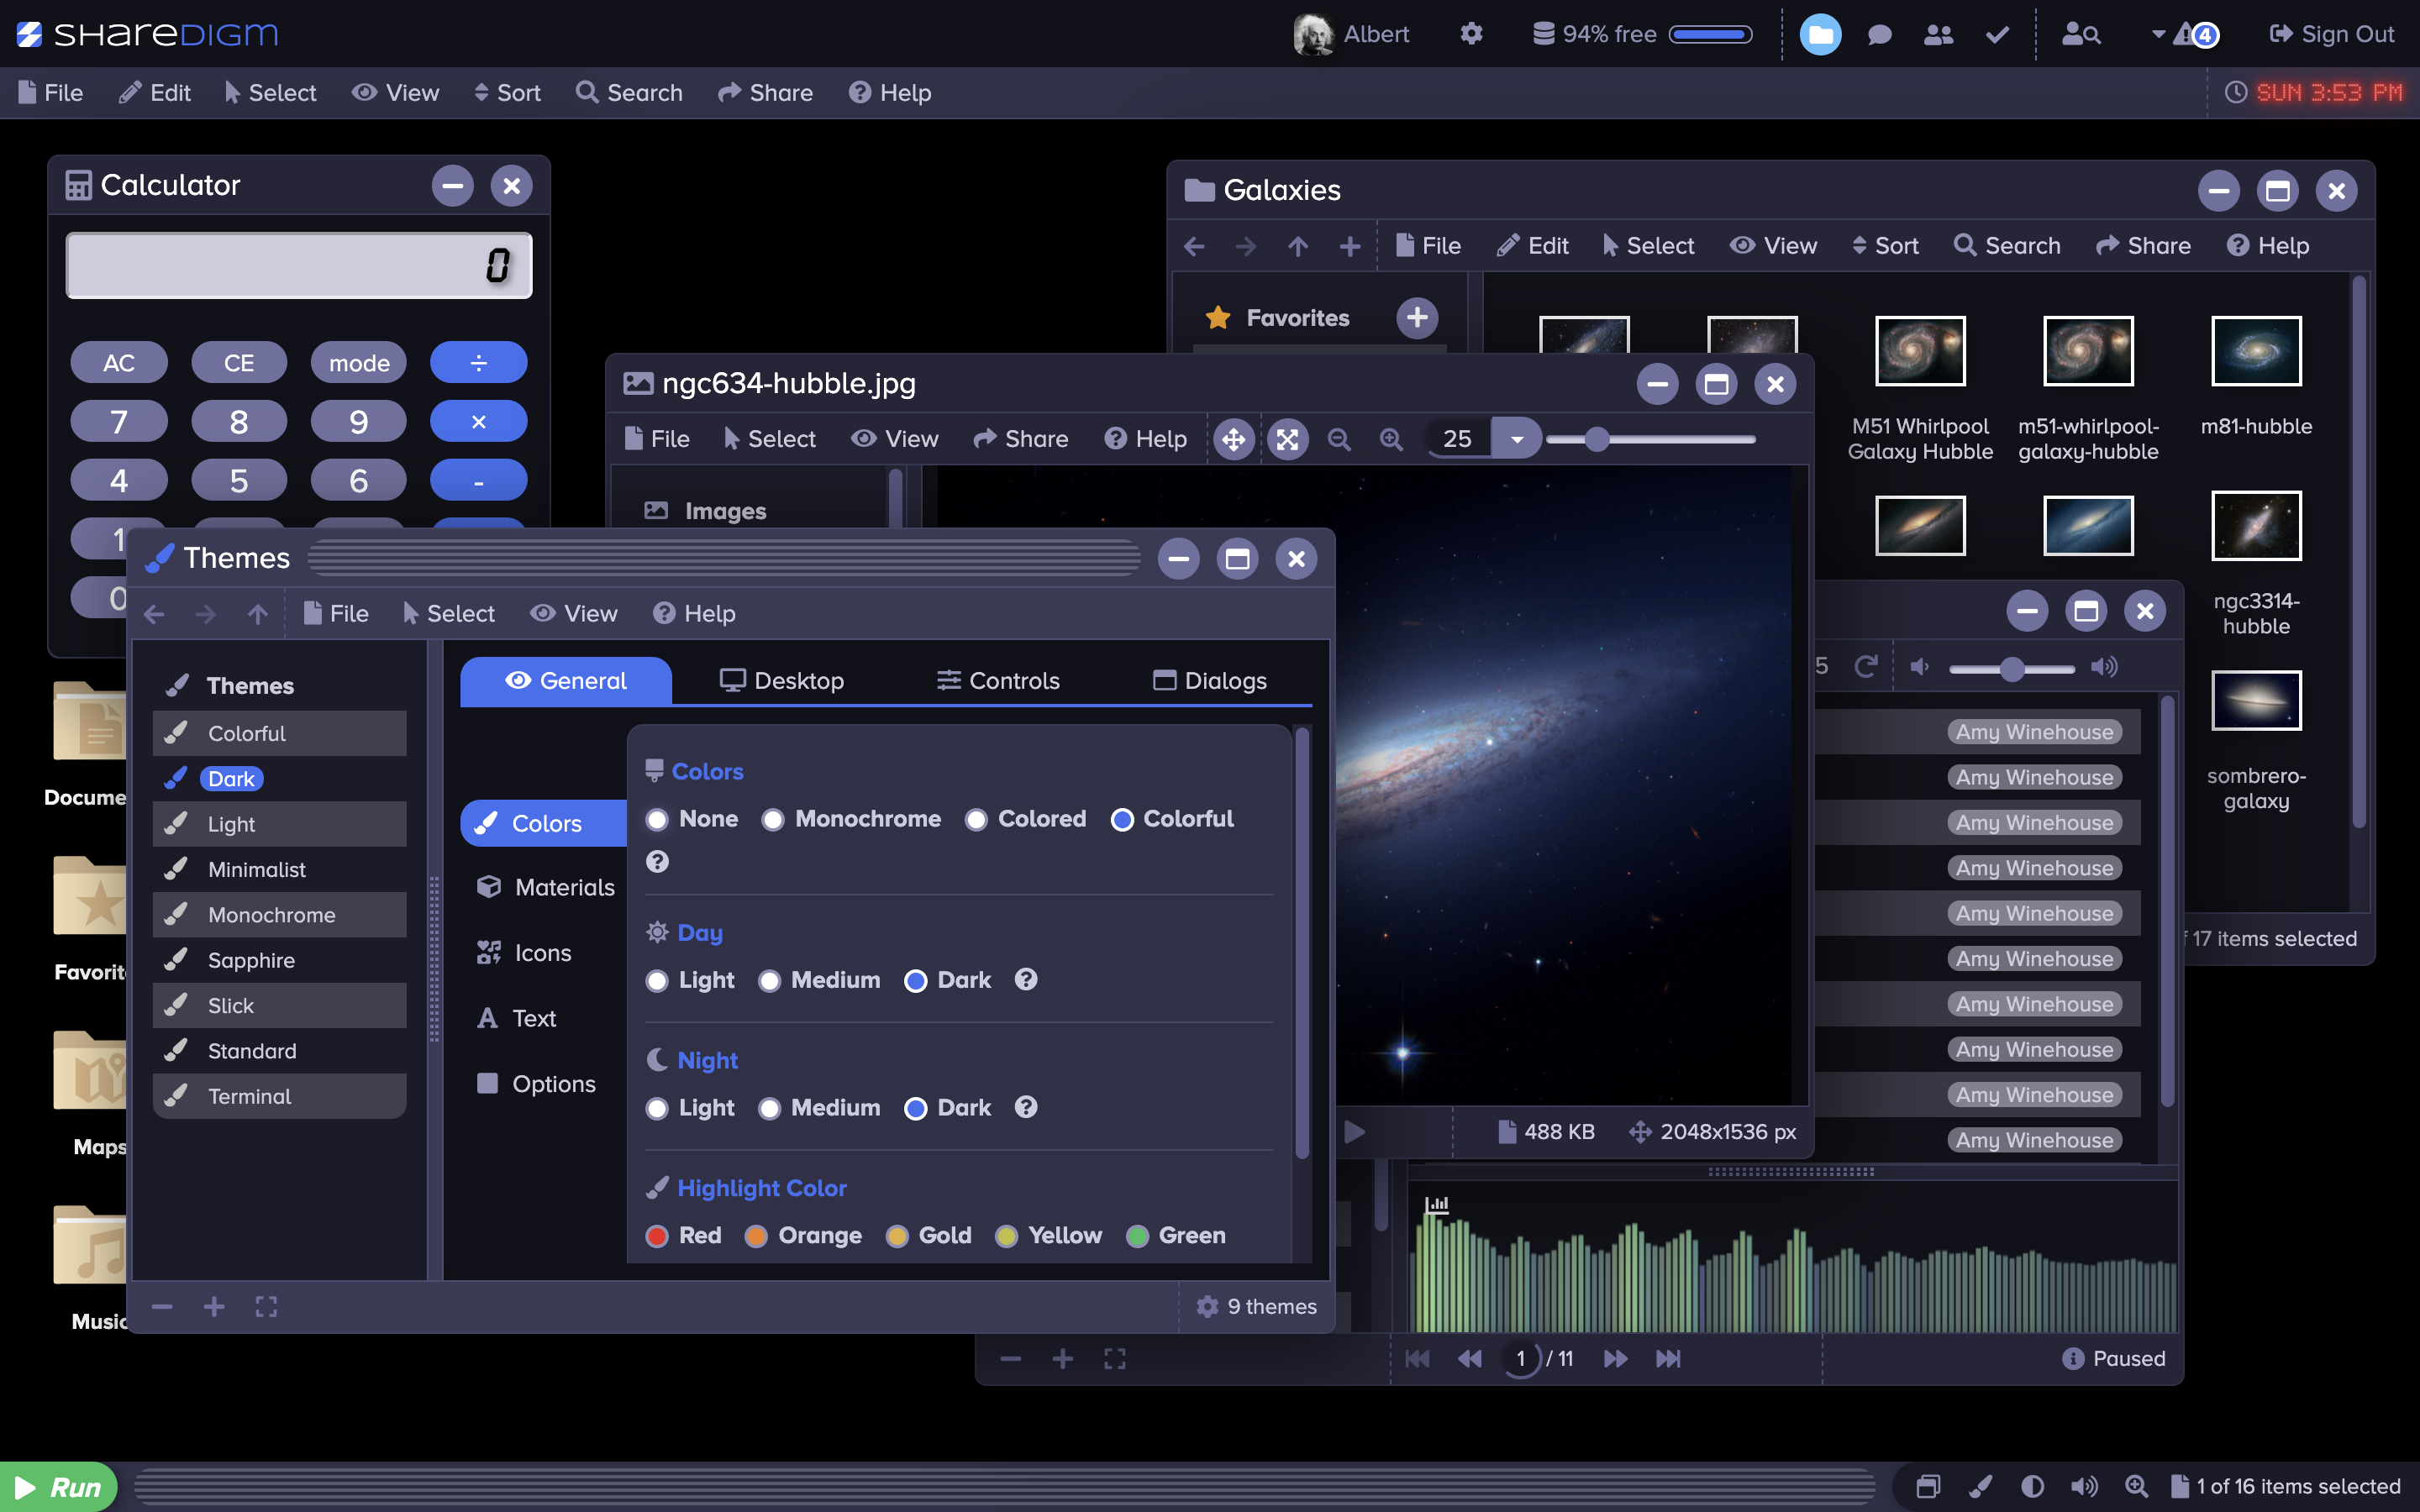 sHareDIGM
Albert
94% free
4
Sign Out
File Edit Select View Sort Search Share Help
SUN 3:53 PM
Calculator
0
AC CE mode ÷
7 8 9 ×
4 5 6 -
1
0
Galaxies
File Edit Select View Sort Search Share Help
Favorites
M51 Whirlpool
Galaxy Hubble
m51-whirlpool-
galaxy-hubble
m81-hubble
ngc3314-
hubble
sombrero-
galaxy
17 items selected
ngc634-hubble.jpg
File Select View Share Help 25
Images
488 KB 2048x1536 px
Themes
File Select View Help
Themes
Colorful
Dark
Light
Minimalist
Monochrome
Sapphire
Slick
Standard
Terminal
General Desktop Controls Dialogs
Colors
Materials
Icons
Text
Options
Colors
None Monochrome Colored Colorful
Day
Light Medium Dark
Night
Light Medium Dark
Highlight Color
Red Orange Gold Yellow Green
9 themes
5
Amy Winehouse
Amy Winehouse
Amy Winehouse
Amy Winehouse
Amy Winehouse
Amy Winehouse
Amy Winehouse
Amy Winehouse
Amy Winehouse
Amy Winehouse
1 / 11
Paused
Docume
Favorit
Maps
Music
Run
1 of 16 items selected